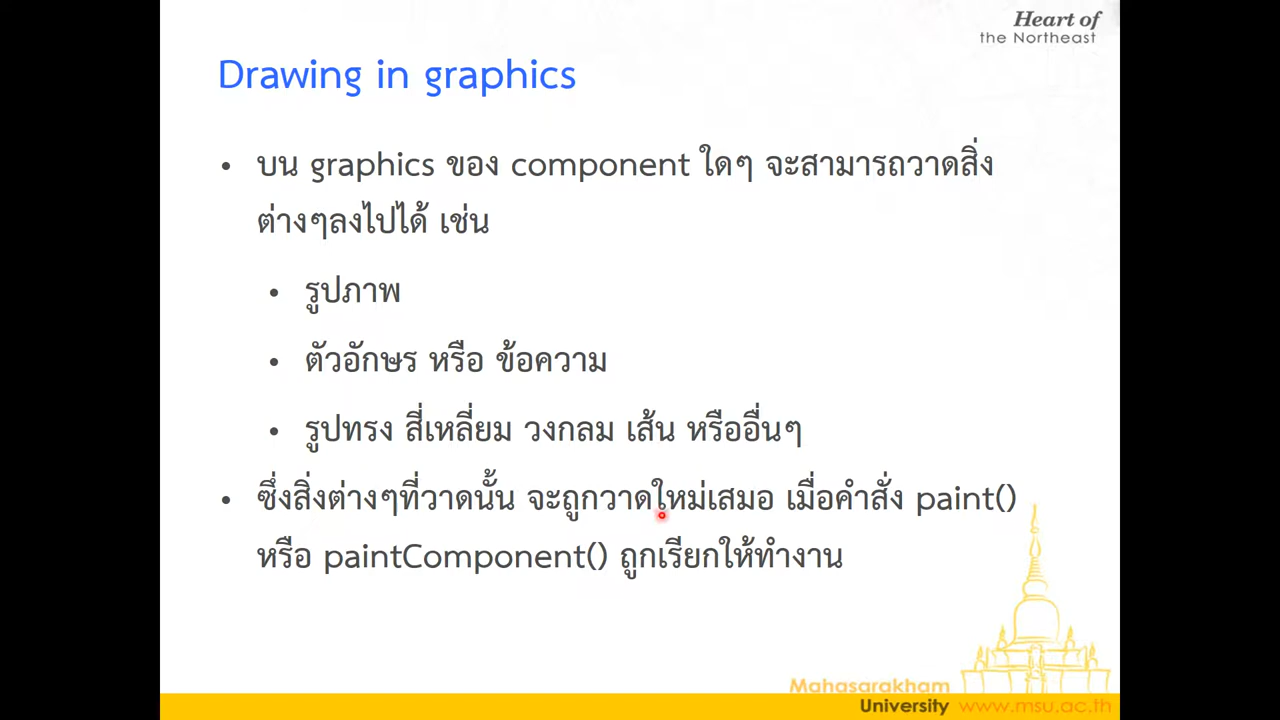 Heart of
the Northeast
Drawing in graphics
• บน graphics ของ component ใดๆ จะสามารถวาดสิ่ง
ต่างๆลงไปได้ เช่น
• รูปภาพ
• ตัวอักษร หรือ ข้อความ
• รูปทรง สี่เหลี่ยม วงกลม เส้น หรืออื่นๆ
• ซึ่งสิ่งต่างๆที่วาดนั้น จะถูกวาดใหม่เสมอ เมื่อคำสั่ง paint()
หรือ paintComponent() ถูกเรียกให้ทำงาน
Mahasarakham
University www.msu.ac.th